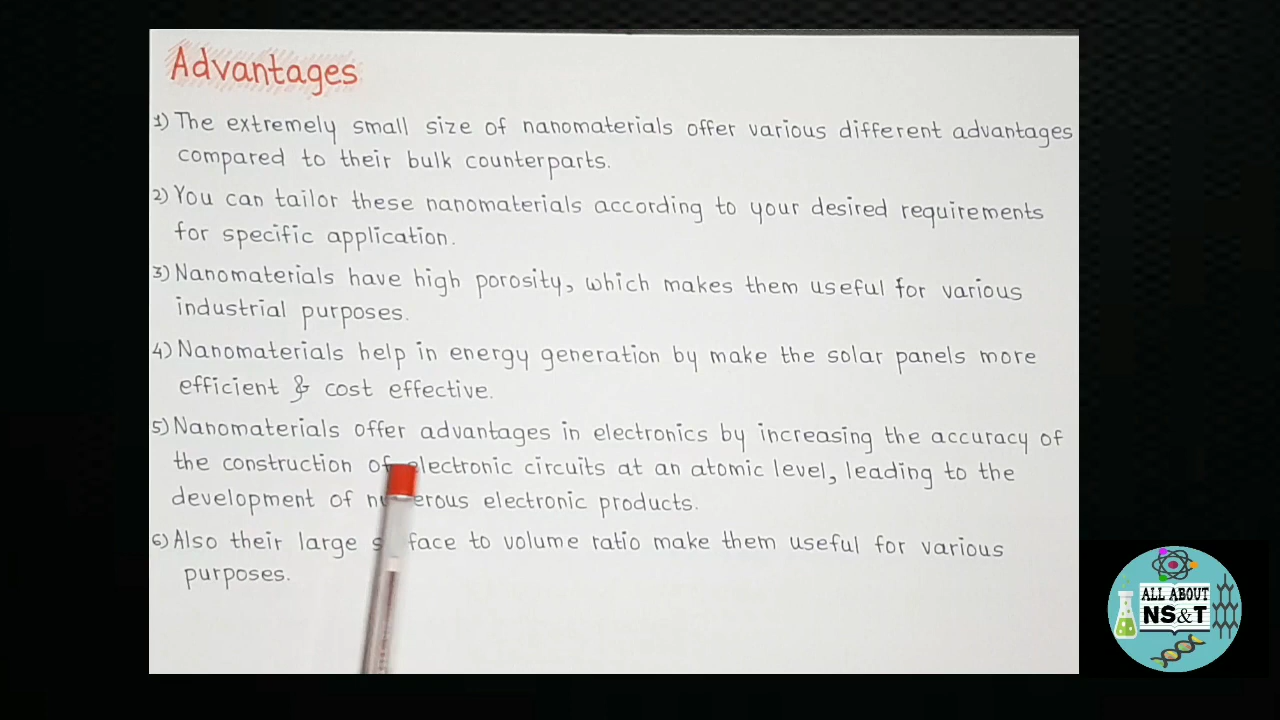 Advantages
1) The extremely small size of nanomaterials offer various different advantages
compared to their bulk counterparts.
2) You can tailor these nanomaterials according to your desired requirements
for specific application.
3) Nanomaterials have high porosity, which makes them useful for various
industrial purposes.
4) Nanomaterials help in energy generation by make the solar panels more
efficient & cost effective.
5) Nanomaterials offer advantages in electronics by increasing the accuracy of
the construction of electronic circuits at an atomic level, leading to the
development of electronic products.
6) Also their large to volume ratio make them useful for various
purposes.
ALL ABOUT
NS&T